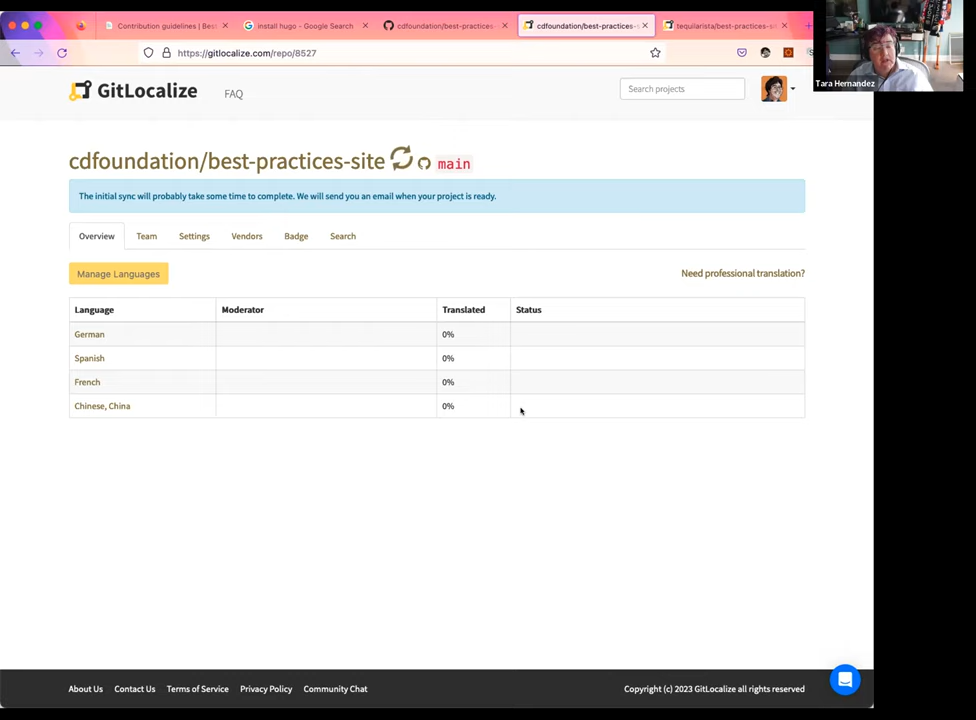 Contribution guidelines | Bes
install hugo - Google Search
cdfoundation/best-practices
cdfoundation/best-practices-s
tequilarista/best-practices-si
https://gitlocalize.com/repo/8527
Tara Hernandez
GitLocalize
FAQ
Search projects
cdfoundation/best-practices-site main
The initial sync will probably take some time to complete. We will send you an email when your project is ready.
Overview Team Settings Vendors Badge Search
Manage Languages
Need professional translation?
Language Moderator Translated Status
German 0%
Spanish 0%
French 0%
Chinese, China 0%
About Us Contact Us Terms of Service Privacy Policy Community Chat
Copyright (c) 2023 GitLocalize all rights reserved